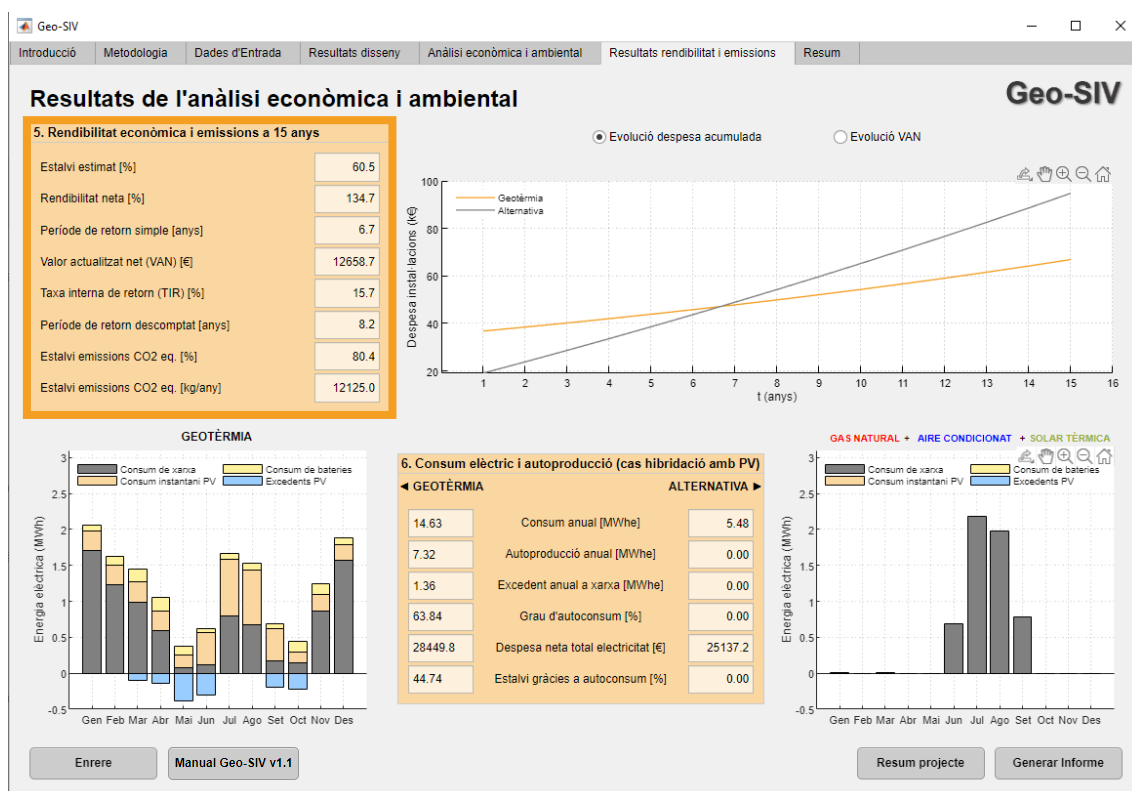 Geo-SIV
Introducció Metodologia Dades d'Entrada Resultats disseny Anàlisi econòmica i ambiental Resultats rendibilitat i emissions Resum
Resultats de l'anàlisi econòmica i ambiental
Geo-SIV
5. Rendibilitat econòmica i emissions a 15 anys
Estalvi estimat [%] 60.5
Rendibilitat neta [%] 134.7
Període de retorn simple [anys] 6.7
Valor actualitzat net (VAN) [€] 12658.7
Taxa interna de retorn (TIR) [%] 15.7
Període de retorn descomptat [anys] 8.2
Estalvi emissions CO2 eq. [%] 80.4
Estalvi emissions CO2 eq. [kg/any] 12125.0
Evolució despesa acumulada Evolució VAN
Despesa instal·lacions (k€)
100
80
60
40
20
Geotèrmia
Alternativa
1 2 3 4 5 6 7 8 9 10 11 12 13 14 15 16
t (anys)
GEOTÈRMIA
Energia elèctrica (MWh)
3
2.5
2
1.5
1
0.5
0
-0.5
Consum de xarxa Consum de bateries
Consum instantani PV Excedents PV
Gen Feb Mar Abr Mai Jun Jul Ago Set Oct Nov Des
6. Consum elèctric i autoproducció (cas hibridació amb PV)
◄ GEOTÈRMIA ALTERNATIVA ►
14.63 Consum anual [MWhe] 5.48
7.32 Autoproducció anual [MWhe] 0.00
1.36 Excedent anual a xarxa [MWhe] 0.00
63.84 Grau d'autoconsum [%] 0.00
28449.8 Despesa neta total electricitat [€] 25137.2
44.74 Estalvi gràcies a autoconsum [%] 0.00
GAS NATURAL + AIRE CONDICIONAT + SOLAR TÈRMICA
Energia elèctrica (MWh)
3
2.5
2
1.5
1
0.5
0
-0.5
Consum de xarxa Consum de bateries
Consum instantani PV Excedents PV
Gen Feb Mar Abr Mai Jun Jul Ago Set Oct Nov Des
Enrere Manual Geo-SIV v1.1 Resum projecte Generar Informe